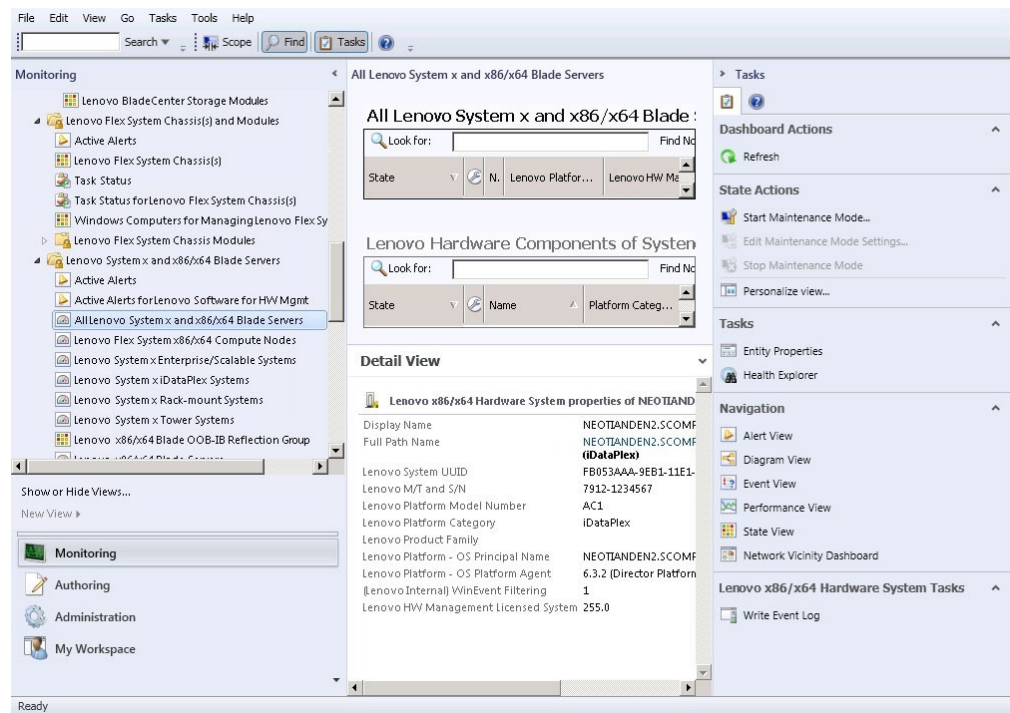 File Edit View Go Tasks Tools Help
Search Scope Find Tasks
Monitoring
Lenovo BladeCenter Storage Modules
Lenovo Flex System Chassis(s) and Modules
Active Alerts
Lenovo Flex System Chassis(s)
Task Status
Task Status for Lenovo Flex System Chassis(s)
Windows Computers for Managing Lenovo Flex Sy
Lenovo Flex System Chassis Modules
Lenovo System x and x86/x64 Blade Servers
Active Alerts
Active Alerts for Lenovo Software for HW Mgmt
All Lenovo System x and x86/x64 Blade Servers
Lenovo Flex System x86/x64 Compute Nodes
Lenovo System x Enterprise/Scalable Systems
Lenovo System x iDataPlex Systems
Lenovo System x Rack-mount Systems
Lenovo System x Tower Systems
Lenovo x86/x64 Blade OOB-IB Reflection Group
Show or Hide Views...
New View
Monitoring
Authoring
Administration
My Workspace
Ready
All Lenovo System x and x86/x64 Blade Servers
All Lenovo System x and x86/x64 Blade
Look for: Find No
State N. Lenovo Platfor... Lenovo HW Ma
Lenovo Hardware Components of System
Look for: Find No
State Name Platform Categ...
Detail View
Lenovo x86/x64 Hardware System properties of NEOTIAND
Display Name NEOTIANDEN2.SCOMF
Full Path Name NEOTIANDEN2.SCOMF
(iDataPlex)
Lenovo System UUID FB053AAA-9EB1-11E1-
Lenovo M/T and S/N 7912-1234567
Lenovo Platform Model Number AC1
Lenovo Platform Category iDataPlex
Lenovo Product Family
Lenovo Platform - OS Principal Name NEOTIANDEN2.SCOMF
Lenovo Platform - OS Platform Agent 6.3.2 (Director Platform
(Lenovo Internal) WinEvent Filtering 1
Lenovo HW Management Licensed System 255.0
Tasks
Dashboard Actions
Refresh
State Actions
Start Maintenance Mode...
Edit Maintenance Mode Settings...
Stop Maintenance Mode
Personalize view...
Tasks
Entity Properties
Health Explorer
Navigation
Alert View
Diagram View
Event View
Performance View
State View
Network Vicinity Dashboard
Lenovo x86/x64 Hardware System Tasks
Write Event Log